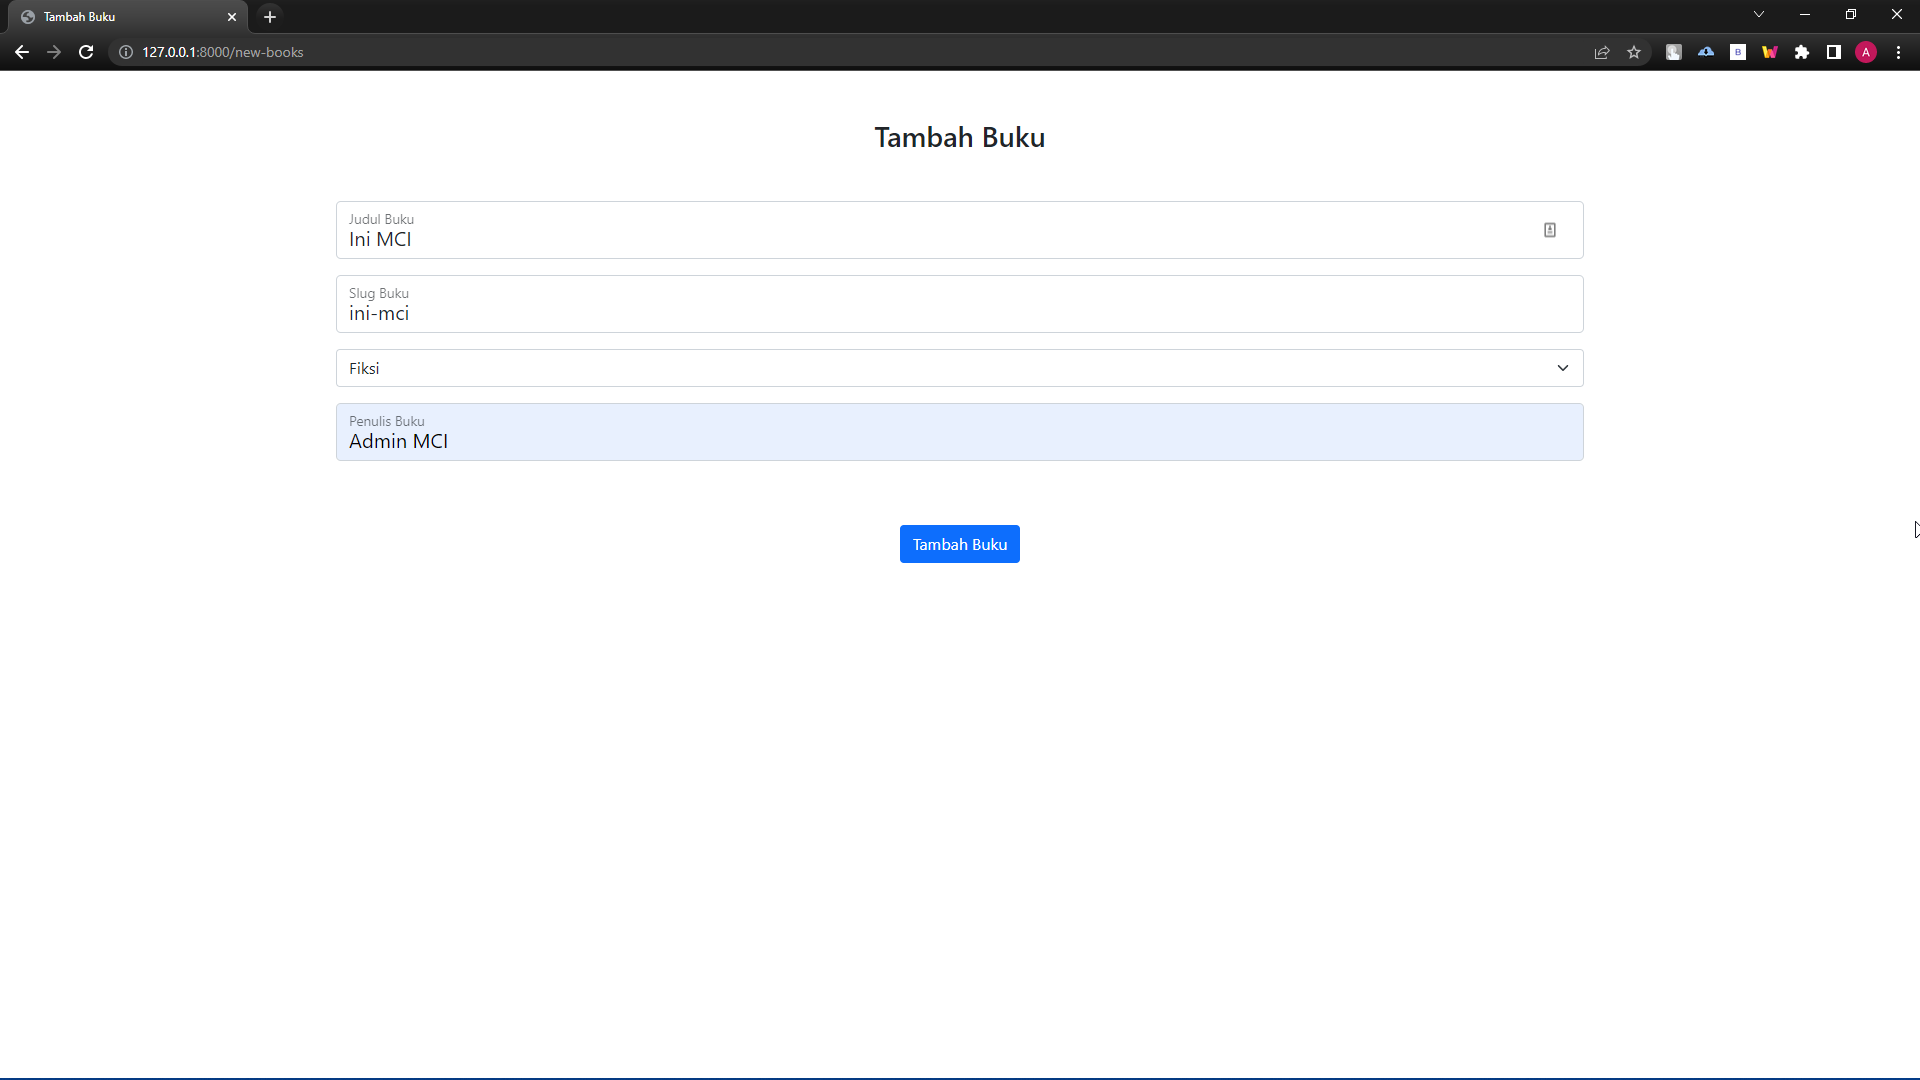 Tambah Buku
127.0.0.1:8000/new-books
B
A
Tambah Buku
Judul Buku
Ini MCI
Slug Buku
ini-mci
Fiksi
Penulis Buku
Admin MCI
Tambah Buku